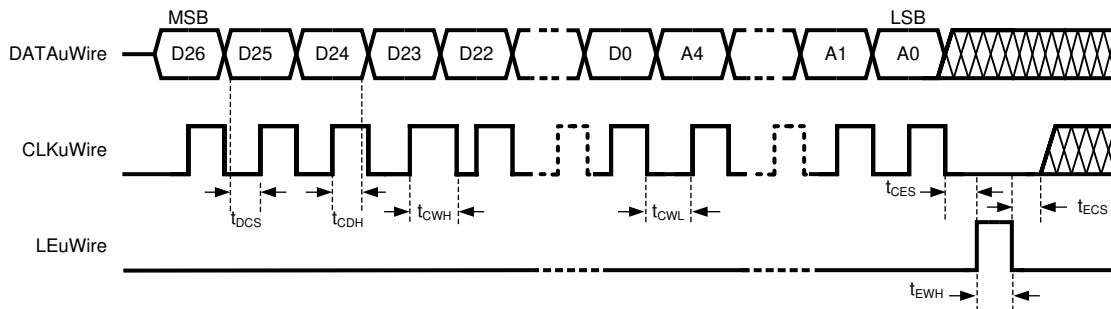 MSB LSB
DATAuWire D26 D25 D24 D23 D22 D0 A4 A1 A0
CLKuWire
tDCS tCDH tCWH tCWL tCES tECS
LEuWire
tEWH